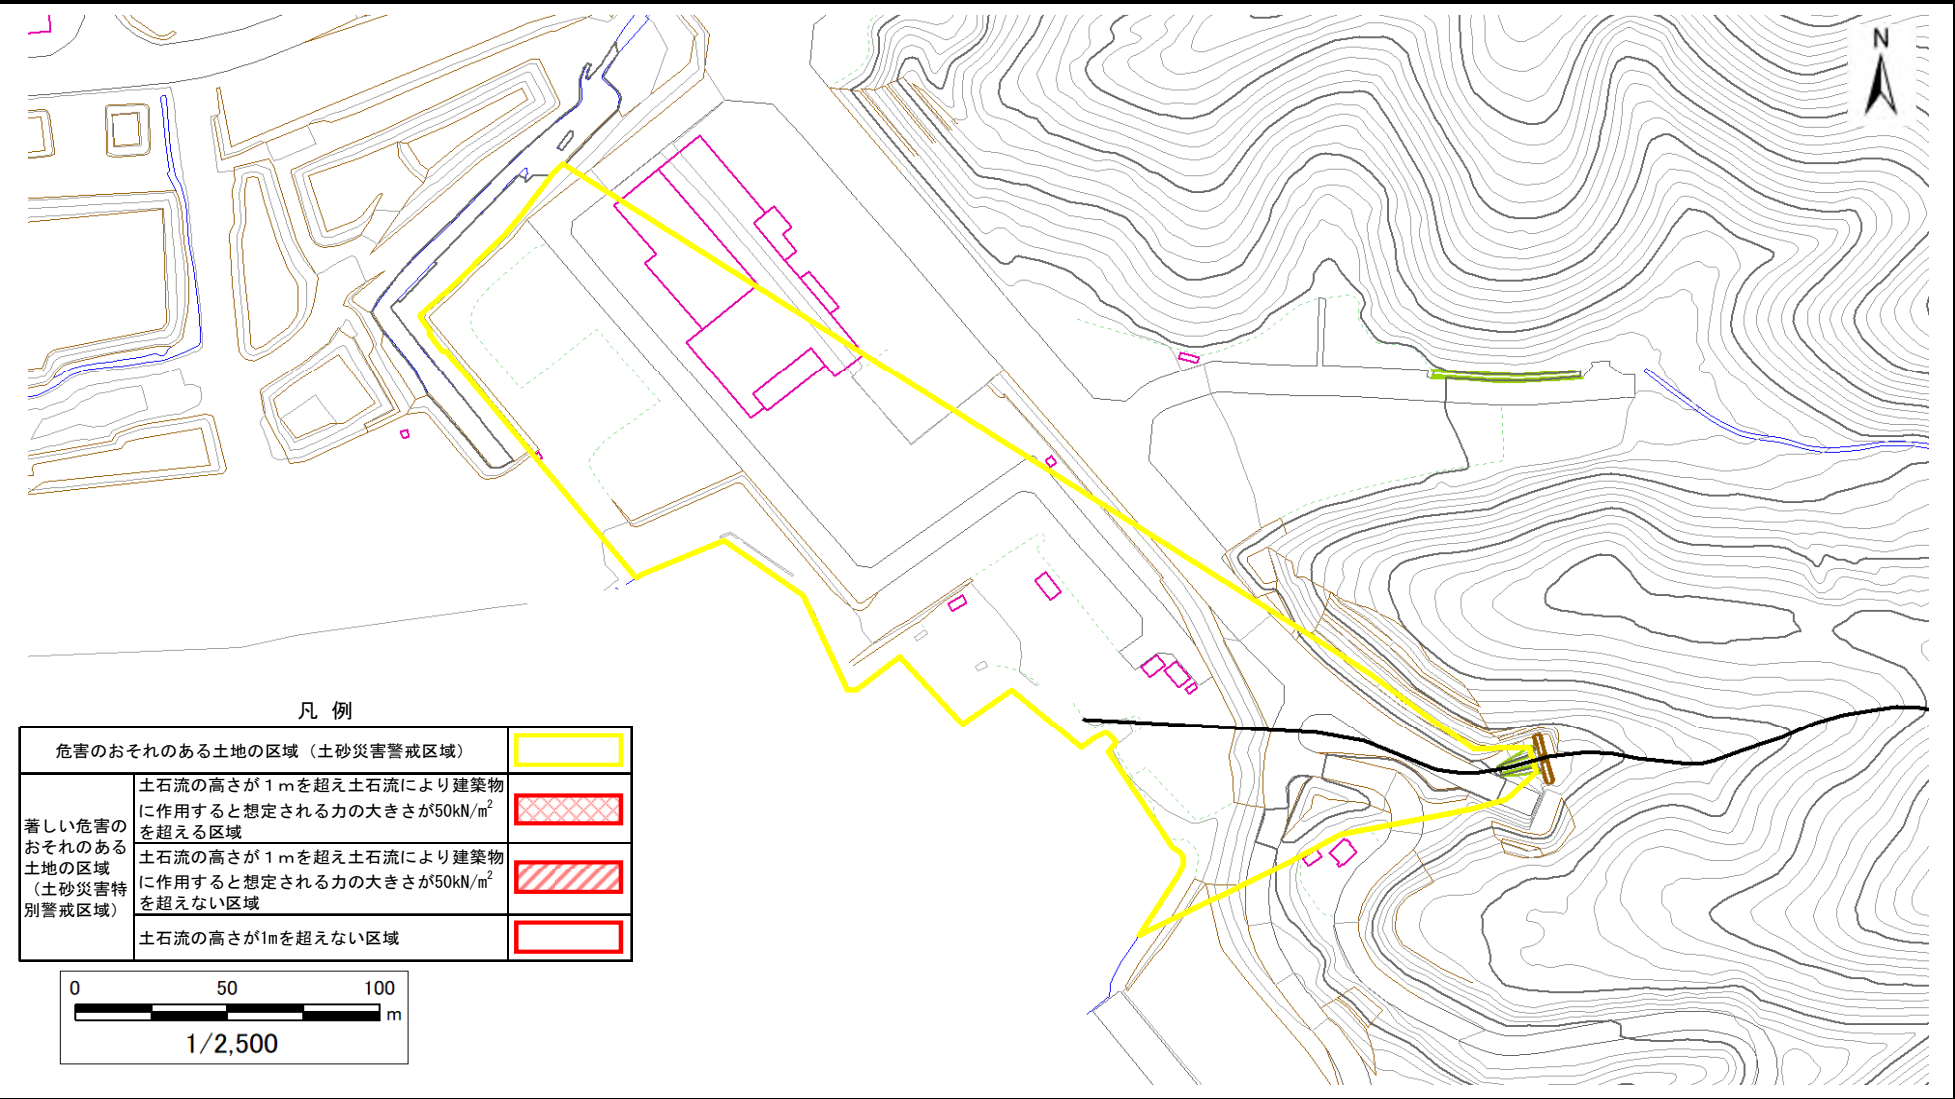 N
凡 例
危害のおそれのある土地の区域（土砂災害警戒区域）
著しい危害の
おそれのある
土地の区域
（土砂災害特
別警戒区域）
土石流の高さが１ｍを超え土石流により建築物
に作用すると想定される力の大きさが50kN/m²
を超える区域
土石流の高さが１ｍを超え土石流により建築物
に作用すると想定される力の大きさが50kN/m²
を超えない区域
土石流の高さが1mを超えない区域
0 50 100
m
1/2,500